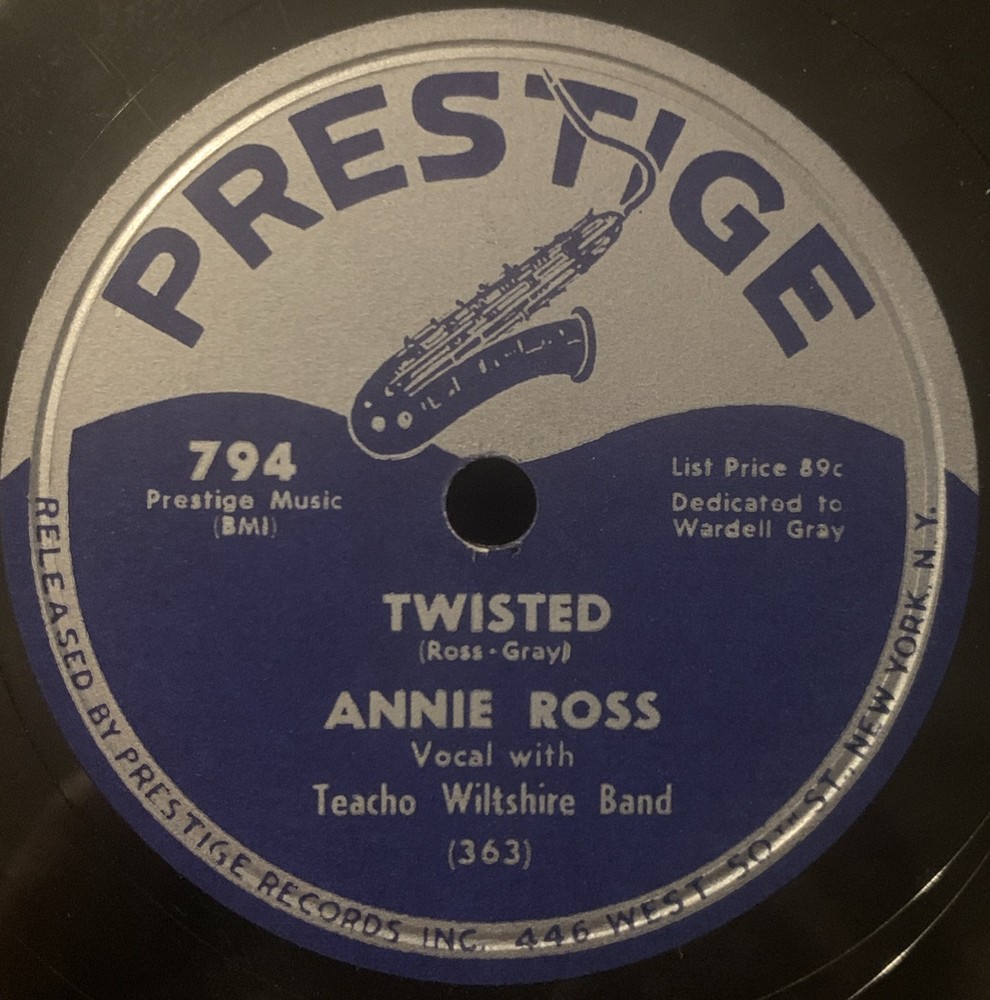 PRESTIGE
794
Prestige Music
(BMI)
List Price 89c
Dedicated to
Wardell Gray
TWISTED
(Ross-Gray)
ANNIE ROSS
Vocal with
Teacho Wiltshire Band
(363)
RELEASED BY PRESTIGE RECORDS INC. 446 WEST 50TH ST., NEW YORK, N.Y.